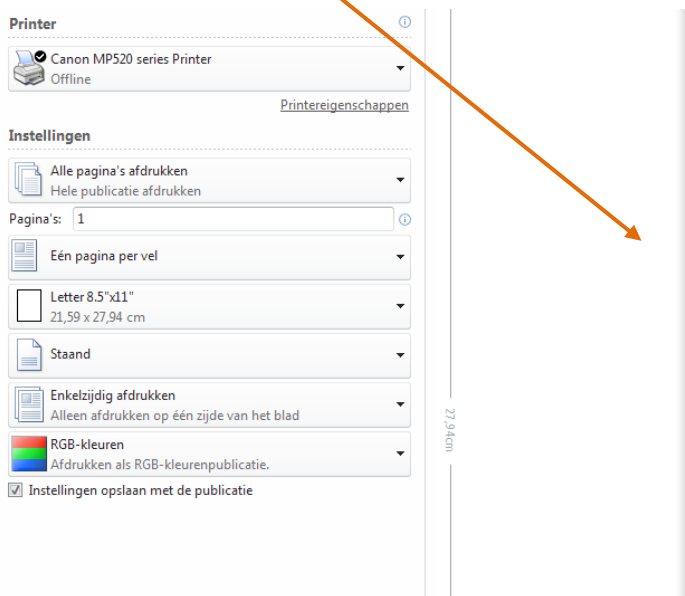 Printer
Canon MP520 series Printer
Offline
Printereigenschappen
Instellingen
Alle pagina's afdrukken
Hele publicatie afdrukken
Pagina's: 1
Eén pagina per vel
Letter 8.5"x11"
21,59 x 27,94 cm
Staand
Enkelzijdig afdrukken
Alleen afdrukken op één zijde van het blad
RGB-kleuren
Afdrukken als RGB-kleurenpublicatie.
Instellingen opslaan met de publicatie
27,94cm